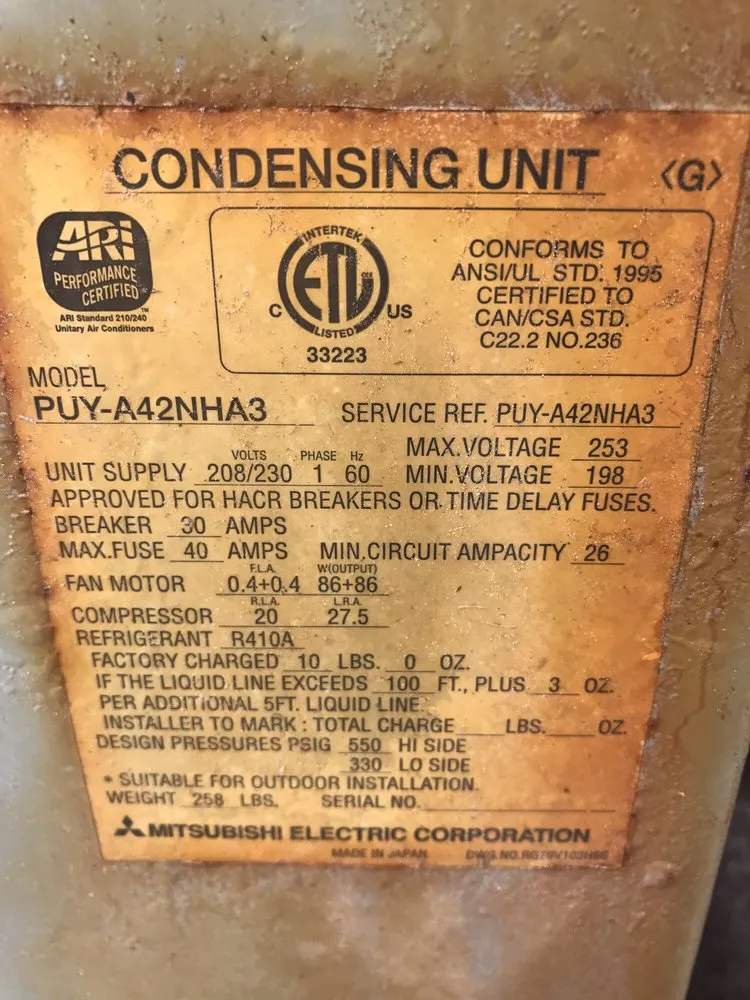 CONDENSING UNIT <G>
ARI
PERFORMANCE
CERTIFIED™
ARI Standard 210/240
Unitary Air Conditioners
INTERTEK
C ETL US
LISTED
33223
CONFORMS TO
ANSI/UL STD. 1995
CERTIFIED TO
CAN/CSA STD.
C22.2 NO.236
MODEL
PUY-A42NHA3 SERVICE REF. PUY-A42NHA3
VOLTS PHASE Hz
UNIT SUPPLY 208/230 1 60
MAX.VOLTAGE 253
MIN.VOLTAGE 198
APPROVED FOR HACR BREAKERS OR TIME DELAY FUSES.
BREAKER 30 AMPS
MAX.FUSE 40 AMPS MIN.CIRCUIT AMPACITY 26
F.L.A. W(OUTPUT)
FAN MOTOR 0.4+0.4 86+86
R.L.A. L.R.A.
COMPRESSOR 20 27.5
REFRIGERANT R410A
FACTORY CHARGED 10 LBS. 0 OZ.
IF THE LIQUID LINE EXCEEDS 100 FT., PLUS 3 OZ.
PER ADDITIONAL 5FT. LIQUID LINE.
INSTALLER TO MARK : TOTAL CHARGE LBS. OZ.
DESIGN PRESSURES PSIG 550 HI SIDE
330 LO SIDE
* SUITABLE FOR OUTDOOR INSTALLATION.
WEIGHT 258 LBS. SERIAL NO.
MITSUBISHI ELECTRIC CORPORATION
MADE IN JAPAN DWG.NO.